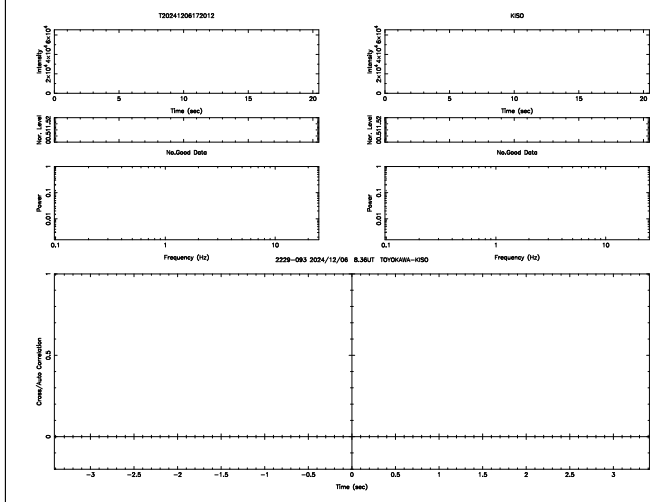 T20241206172012 KISO
Intensity
0 2×10⁴ 4×10⁴ 6×10⁴
0 5 10 15 20
Time (sec)
Intensity
0 2×10⁴ 4×10⁴ 6×10⁴
0 5 10 15 20
Time (sec)
Nor. Level
00.511.52
Nor. Level
00.511.52
No.Good Data No.Good Data
Power
0.01 0.1 1
0.1 1 10
Frequency (Hz)
Power
0.01 0.1 1
0.1 1 10
Frequency (Hz)
2229-093 2024/12/06 8.36UT TOYOKAWA-KISO
Cross/Auto Correlation
0 0.5 1
-3 -2.5 -2 -1.5 -1 -0.5 0 0.5 1 1.5 2 2.5 3
Time (sec)